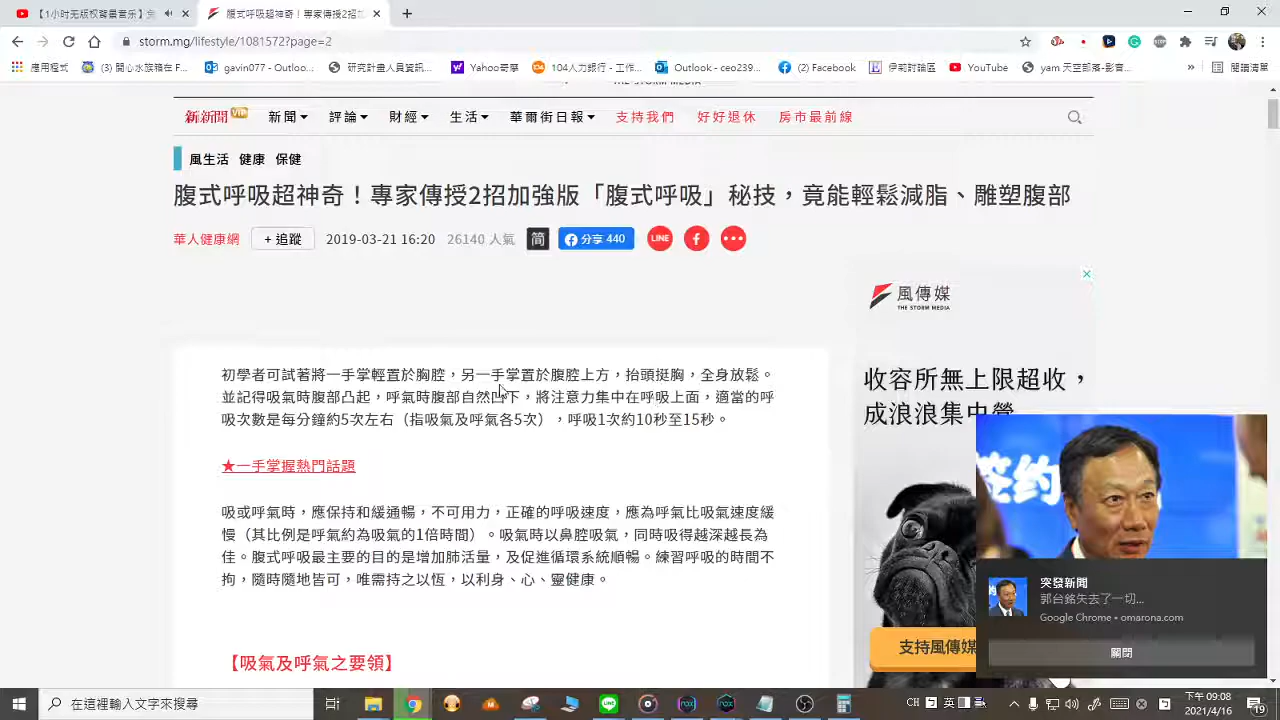 【1小时无版权轻音乐】
腹式呼吸超神奇！專家傳授2招加
storm.mg/lifestyle/1081572?page=2
應用程式
(3) 開心水族箱在 F...
gavin077 - Outloo...
研究計畫人員資訊...
Yahoo奇摩
104人力銀行 - 工作...
Outlook - ceo239...
(2) Facebook
伊莉討論區
YouTube
yam 天空部落-影音...
»
閱讀清單
THE STORM MEDIA
新新聞 VIP
新聞
評論
財經
生活
華爾街日報
支持我們
好好退休
房市最前線
風生活 健康 保健
腹式呼吸超神奇！專家傳授2招加強版「腹式呼吸」秘技，竟能輕鬆減脂、雕塑腹部
華人健康網
+ 追蹤
2019-03-21 16:20
26140 人氣
简
分享 440
LINE
風傳媒
THE STORM MEDIA
初學者可試著將一手掌輕置於胸腔，另一手掌置於腹腔上方，抬頭挺胸，全身放鬆。
並記得吸氣時腹部凸起，呼氣時腹部自然凹下，將注意力集中在呼吸上面，適當的呼
吸次數是每分鐘約5次左右（指吸氣及呼氣各5次），呼吸1次約10秒至15秒。
收容所無上限超收，
成浪浪集中營
★一手掌握熱門話題
吸或呼氣時，應保持和緩通暢，不可用力，正確的呼吸速度，應為呼氣比吸氣速度緩
慢（其比例是呼氣約為吸氣的1倍時間）。吸氣時以鼻腔吸氣，同時吸得越深越長為
佳。腹式呼吸最主要的目的是增加肺活量，及促進循環系統順暢。練習呼吸的時間不
拘，隨時隨地皆可，唯需持之以恆，以利身、心、靈健康。
【吸氣及呼氣之要領】
支持風傳媒
签约
突發新聞
郭台銘失去了一切...
Google Chrome • omarona.com
關閉
在這裡輸入文字來搜尋
CH
下午 09:08
2021/4/16